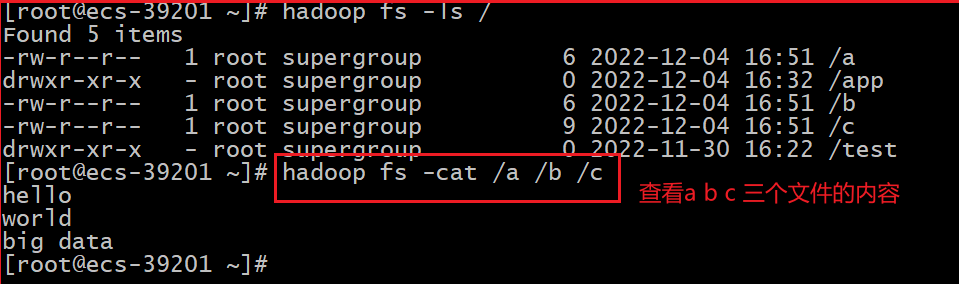 [root@ecs-39201 ~]# hadoop fs -ls /
Found 5 items
-rw-r--r--   1 root supergroup          6 2022-12-04 16:51 /a
drwxr-xr-x   - root supergroup          0 2022-12-04 16:32 /app
-rw-r--r--   1 root supergroup          6 2022-12-04 16:51 /b
-rw-r--r--   1 root supergroup          9 2022-12-04 16:51 /c
drwxr-xr-x   - root supergroup          0 2022-11-30 16:22 /test
[root@ecs-39201 ~]# hadoop fs -cat /a /b /c
查看a b c 三个文件的内容
hello
world
big data
[root@ecs-39201 ~]#